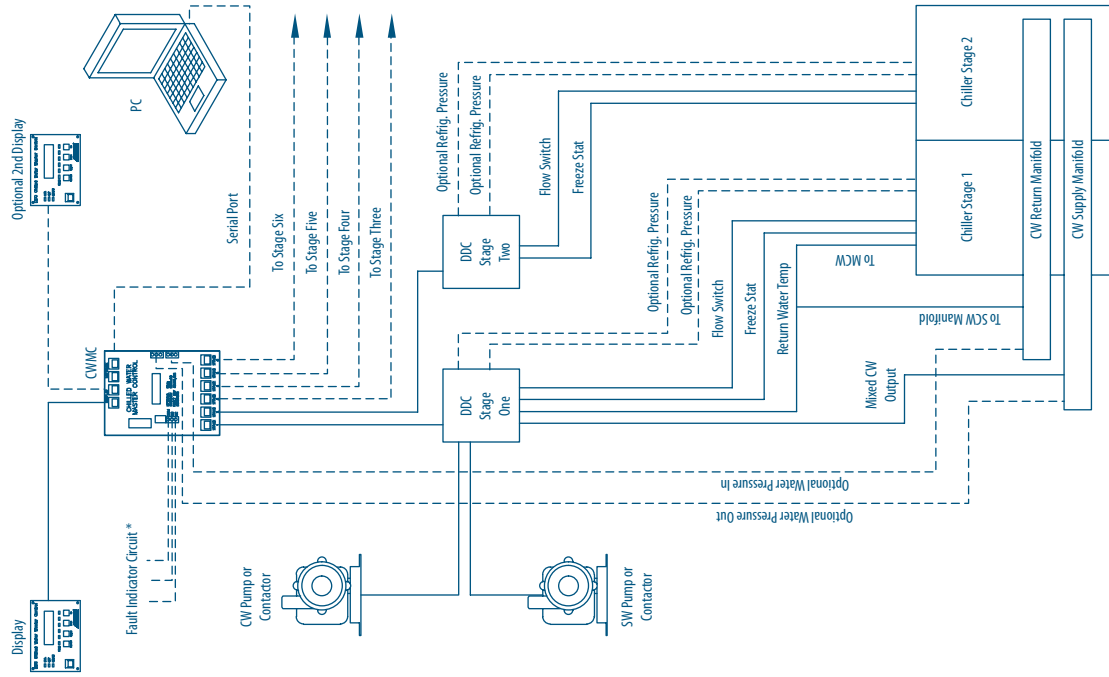 Display
Optional 2nd Display
PC
CWMC
CHILLED WATER
MASTER CONTROL
Serial Port
Fault Indicator Circuit *
To Stage Six
To Stage Five
To Stage Four
To Stage Three
CW Pump or
Contactor
SW Pump or
Contactor
DDC
Stage
One
DDC
Stage
Two
Optional Refrig. Pressure
Optional Refrig. Pressure
Flow Switch
Freeze Stat
Optional Refrig. Pressure
Optional Refrig. Pressure
Flow Switch
Freeze Stat
Return Water Temp
To MCW
To SCW Manifold
Mixed CW
Output
Optional Water Pressure In
Optional Water Pressure Out
Chiller Stage 1
Chiller Stage 2
CW Return Manifold
CW Supply Manifold